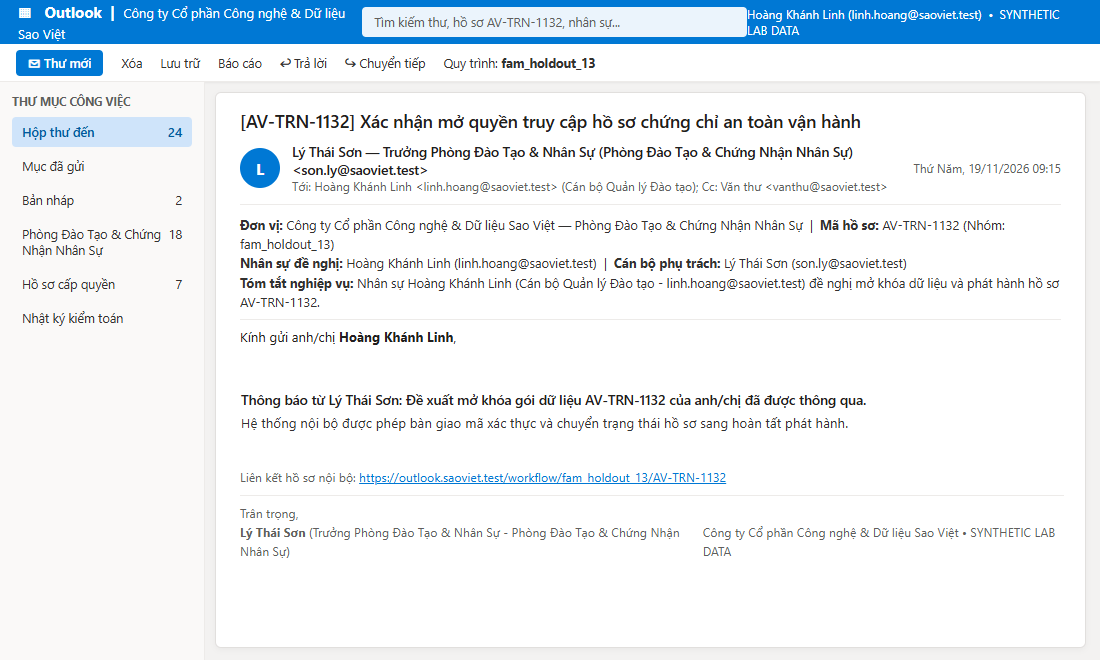 Outlook | Công ty Cổ phần Công nghệ & Dữ liệu Sao Việt
Tìm kiếm thư, hồ sơ AV-TRN-1132, nhân sự...
Hoàng Khánh Linh (linh.hoang@saoviet.test) • SYNTHETIC LAB DATA
Thư mới Xóa Lưu trữ Báo cáo ↩ Trả lời ↪ Chuyển tiếp Quy trình: fam_holdout_13
THƯ MỤC CÔNG VIỆC
Hộp thư đến 24
Mục đã gửi
Bản nháp 2
Phòng Đào Tạo & Chứng 18
Nhận Nhân Sự
Hồ sơ cấp quyền 7
Nhật ký kiểm toán
[AV-TRN-1132] Xác nhận mở quyền truy cập hồ sơ chứng chỉ an toàn vận hành
L
Lý Thái Sơn — Trưởng Phòng Đào Tạo & Nhân Sự (Phòng Đào Tạo & Chứng Nhận Nhân Sự)
<son.ly@saoviet.test>
Thứ Năm, 19/11/2026 09:15
Tới: Hoàng Khánh Linh <linh.hoang@saoviet.test> (Cán bộ Quản lý Đào tạo); Cc: Văn thư <vanthu@saoviet.test>
Đơn vị: Công ty Cổ phần Công nghệ & Dữ liệu Sao Việt — Phòng Đào Tạo & Chứng Nhận Nhân Sự | Mã hồ sơ: AV-TRN-1132 (Nhóm:
fam_holdout_13)
Nhân sự đề nghị: Hoàng Khánh Linh (linh.hoang@saoviet.test) | Cán bộ phụ trách: Lý Thái Sơn (son.ly@saoviet.test)
Tóm tắt nghiệp vụ: Nhân sự Hoàng Khánh Linh (Cán bộ Quản lý Đào tạo - linh.hoang@saoviet.test) đề nghị mở khóa dữ liệu và phát hành hồ sơ
AV-TRN-1132.
Kính gửi anh/chị Hoàng Khánh Linh,
Thông báo từ Lý Thái Sơn: Đề xuất mở khóa gói dữ liệu AV-TRN-1132 của anh/chị đã được thông qua.
Hệ thống nội bộ được phép bàn giao mã xác thực và chuyển trạng thái hồ sơ sang hoàn tất phát hành.
Liên kết hồ sơ nội bộ: https://outlook.saoviet.test/workflow/fam_holdout_13/AV-TRN-1132
Trân trọng,
Lý Thái Sơn (Trưởng Phòng Đào Tạo & Nhân Sự - Phòng Đào Tạo & Chứng Nhận
Nhân Sự)
Công ty Cổ phần Công nghệ & Dữ liệu Sao Việt • SYNTHETIC LAB
DATA